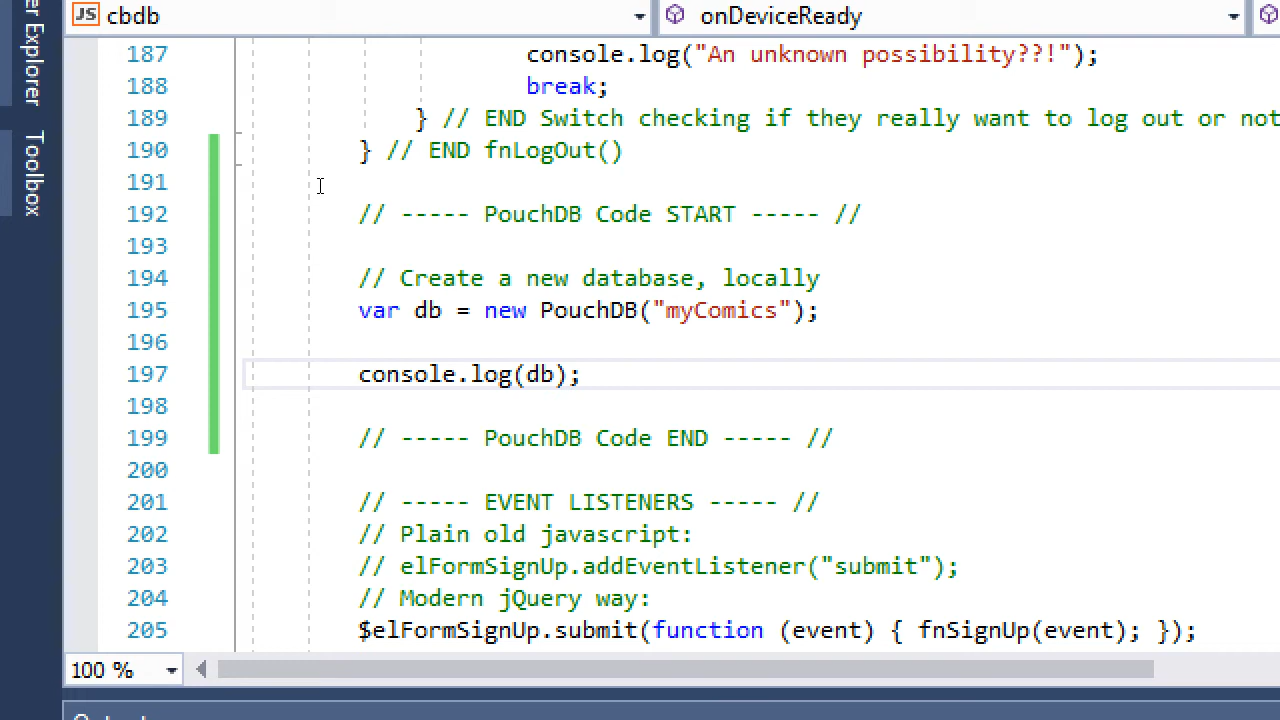 JS cbdb onDeviceReady
er Explorer
Toolbox
187 console.log("An unknown possibility??!");
188 break;
189 } // END Switch checking if they really want to log out or not
190 } // END fnLogOut()
191
192 // ----- PouchDB Code START ----- //
193
194 // Create a new database, locally
195 var db = new PouchDB("myComics");
196
197 console.log(db);
198
199 // ----- PouchDB Code END ----- //
200
201 // ----- EVENT LISTENERS ----- //
202 // Plain old javascript:
203 // elFormSignUp.addEventListener("submit");
204 // Modern jQuery way:
205 $elFormSignUp.submit(function (event) { fnSignUp(event); });
100 %